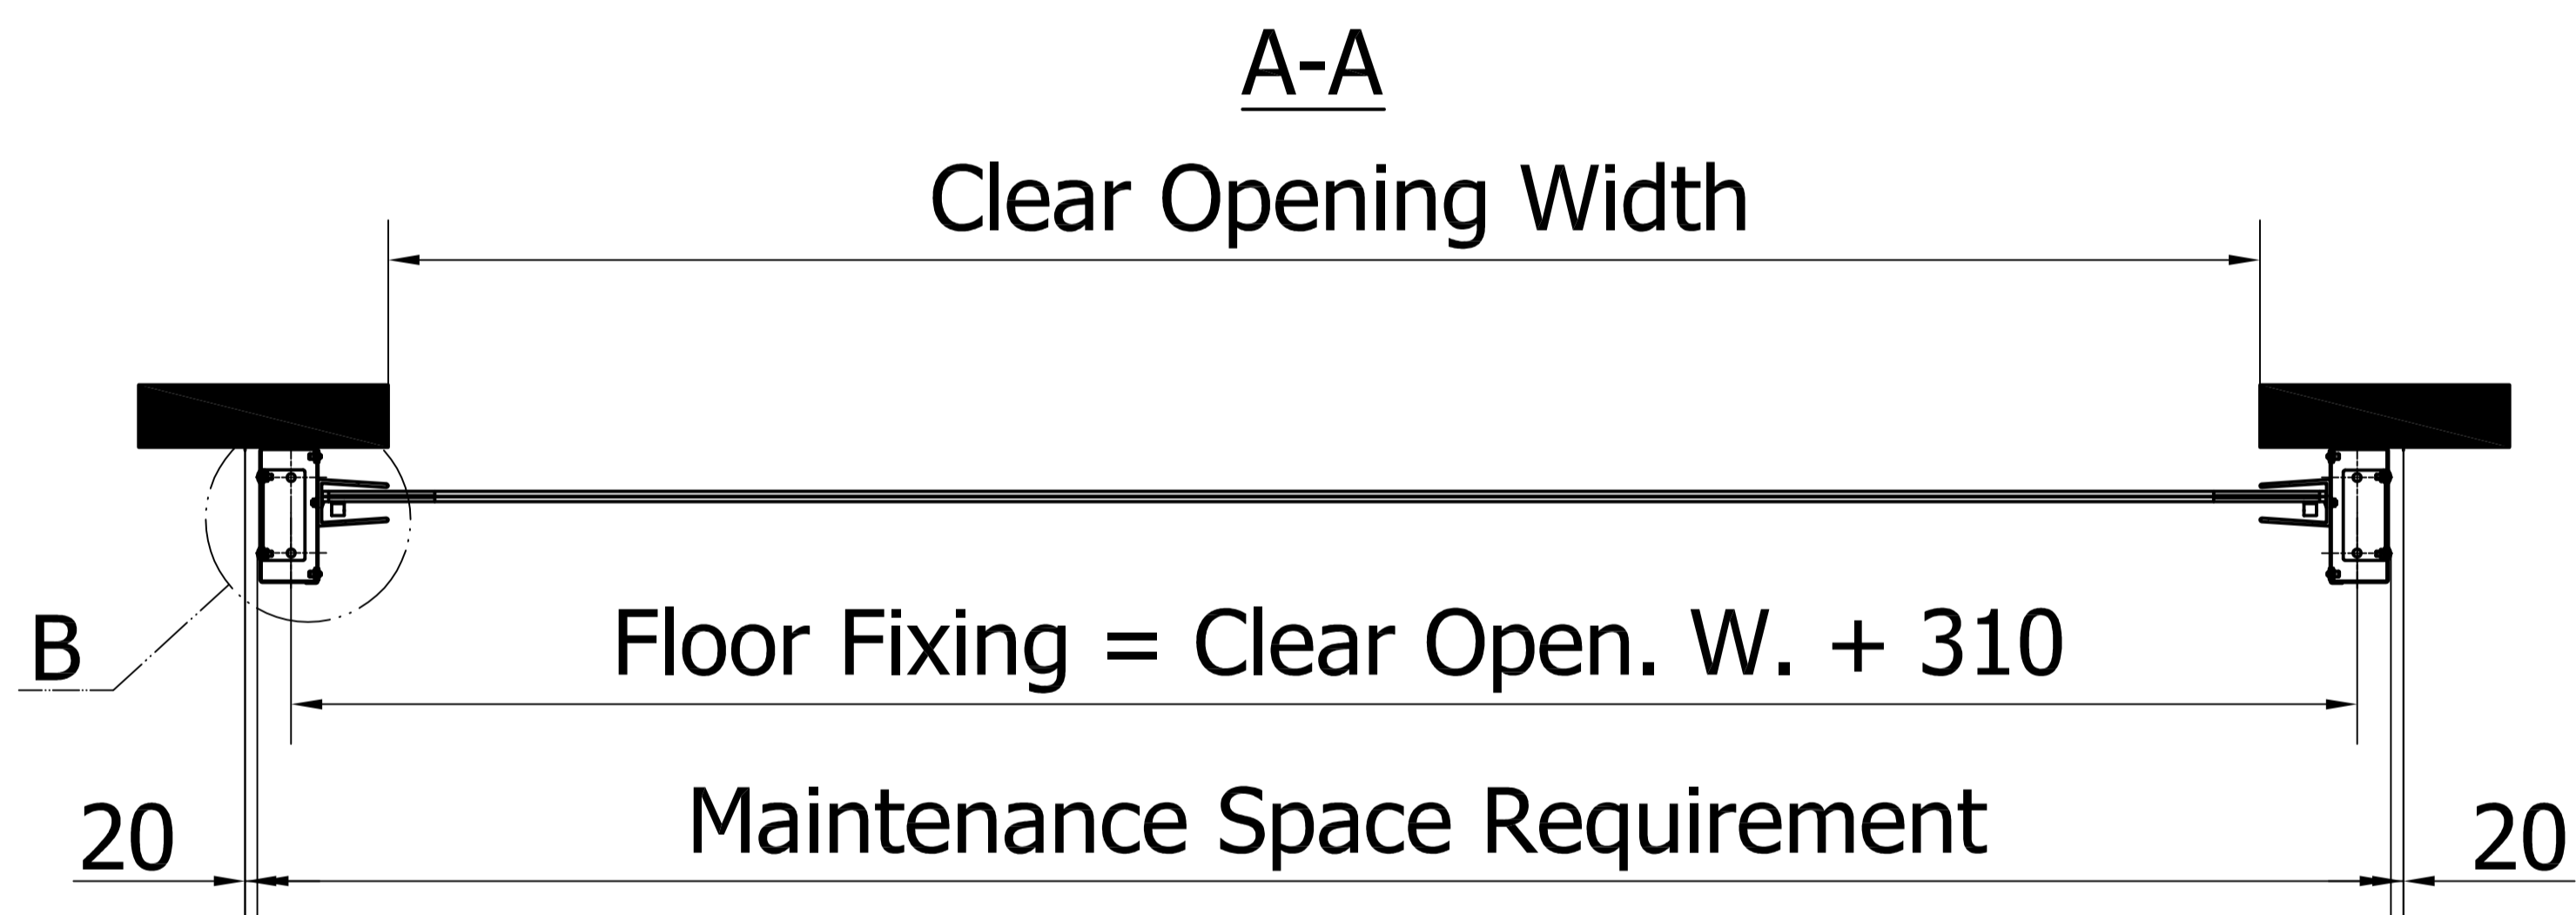 A-A
Clear Opening Width
B
Floor Fixing = Clear Open. W. + 310
20
Maintenance Space Requirement
20